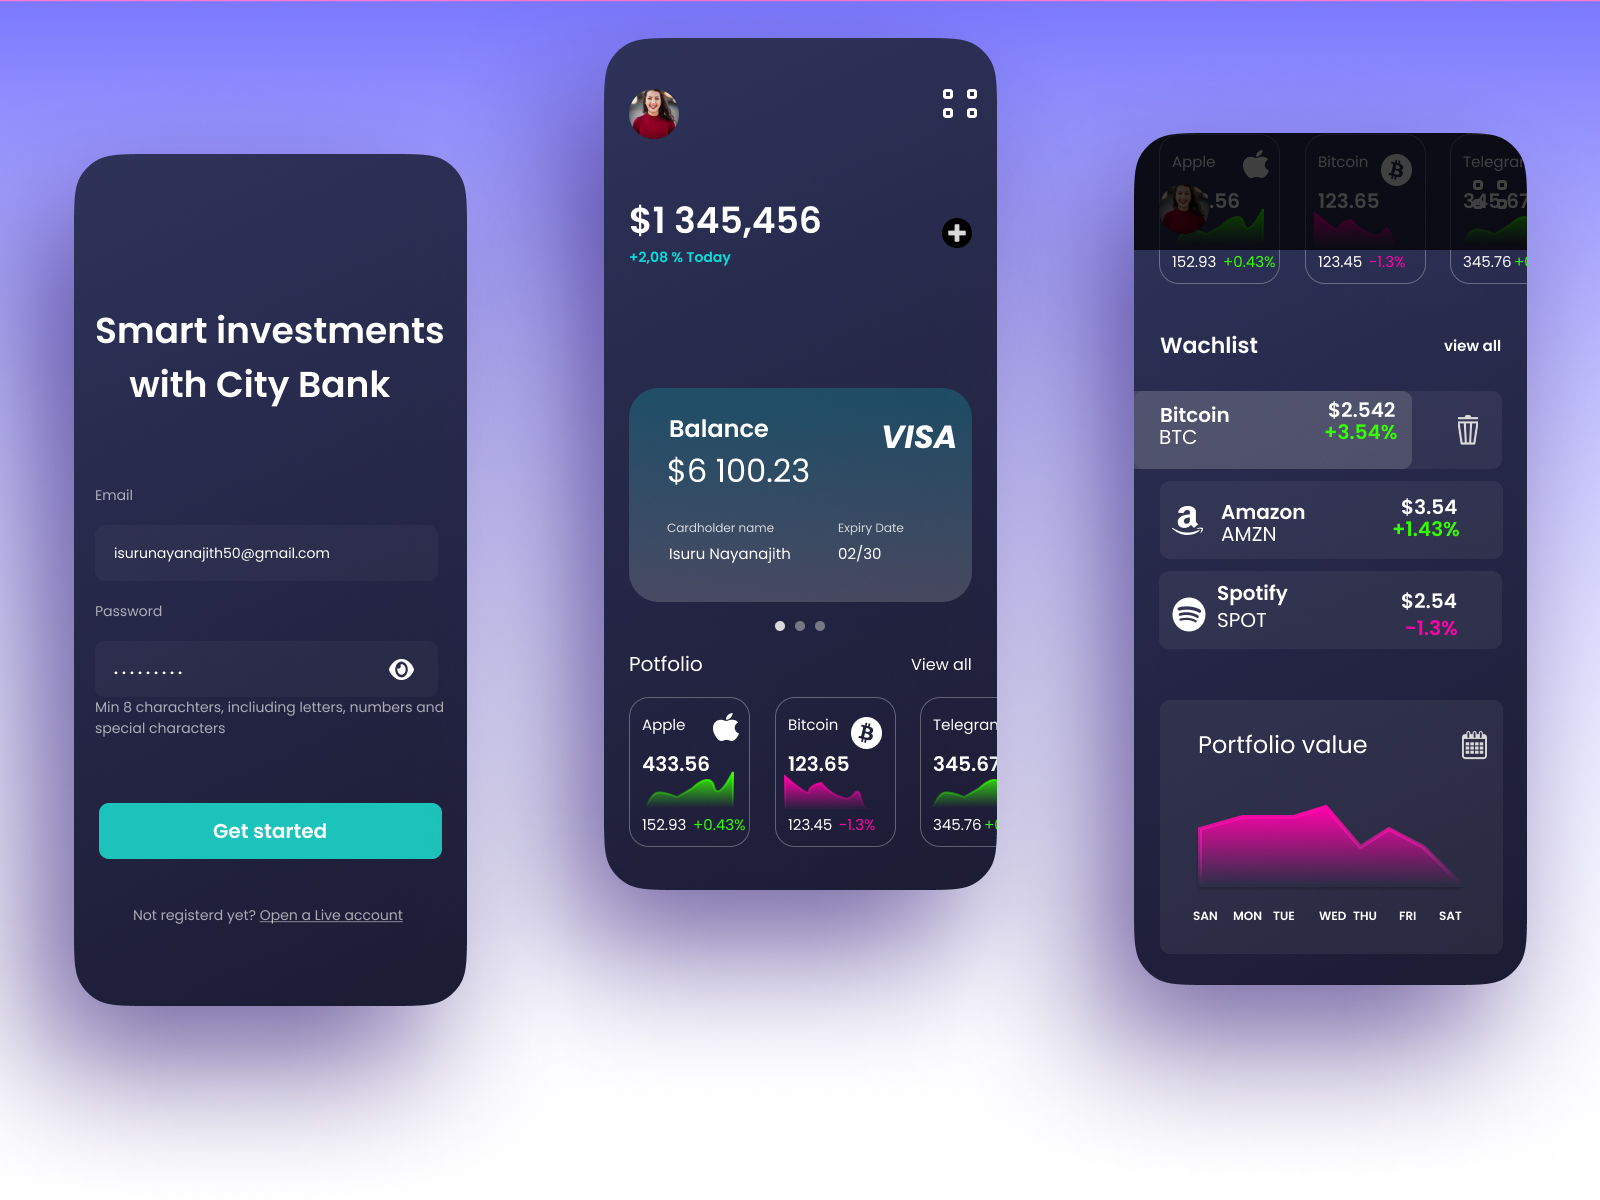 Smart investments
with City Bank
Email
isurunayanajith50@gmail.com
Password
.........
Min 8 charachters, incliuding letters, numbers and
special characters
Get started
Not registerd yet? Open a Live account
$1 345,456
+2,08 % Today
Balance
VISA
$6 100.23
Cardholder name Expiry Date
Isuru Nayanajith 02/30
Potfolio View all
Apple
433.56
152.93 +0.43%
Bitcoin
123.65
123.45 -1.3%
Telegram
345.67
345.76 +0
Apple
.56
152.93 +0.43%
Bitcoin
123.65
123.45 -1.3%
Telegram
345.67
345.76 +0
Wachlist view all
Bitcoin $2.542
BTC +3.54%
Amazon $3.54
AMZN +1.43%
Spotify $2.54
SPOT -1.3%
Portfolio value
SAN MON TUE WED THU FRI SAT